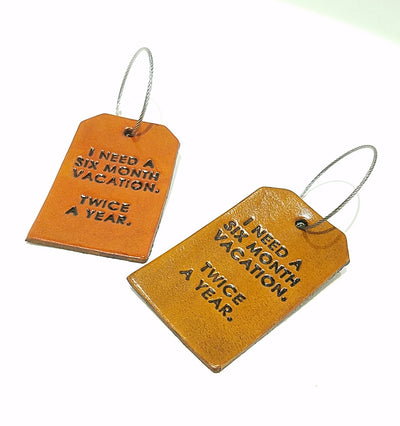 I NEED A
SIX MONTH
VACATION.
TWICE
A YEAR.
I NEED A
SIX MONTH
VACATION.
TWICE
A YEAR.